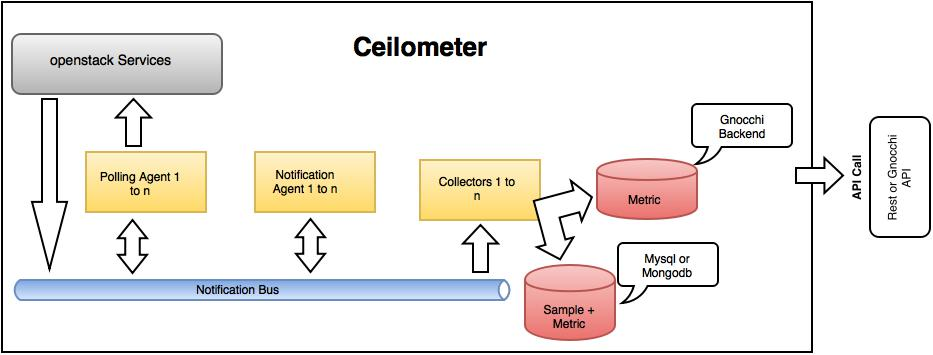 Ceilometer
openstack Services
Gnocchi
Backend
Polling Agent 1
to n
Notification
Agent 1 to n
Collectors 1 to
n
Metric
API Call
Rest or Gnocchi
API
Mysql or
Mongodb
Notification Bus
Sample +
Metric